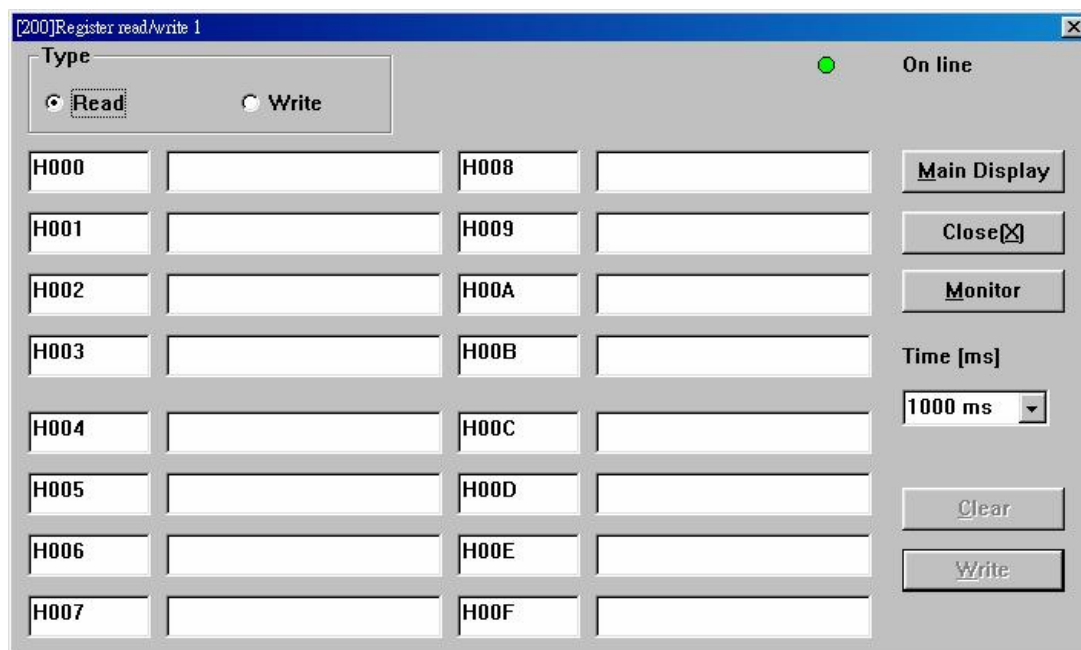 [200]Register read/write 1
Type
Read Write
On line
H000 H008 Main Display
H001 H009 Close(X)
H002 H00A Monitor
H003 H00B Time [ms]
1000 ms
H004 H00C
H005 H00D Clear
H006 H00E Write
H007 H00F